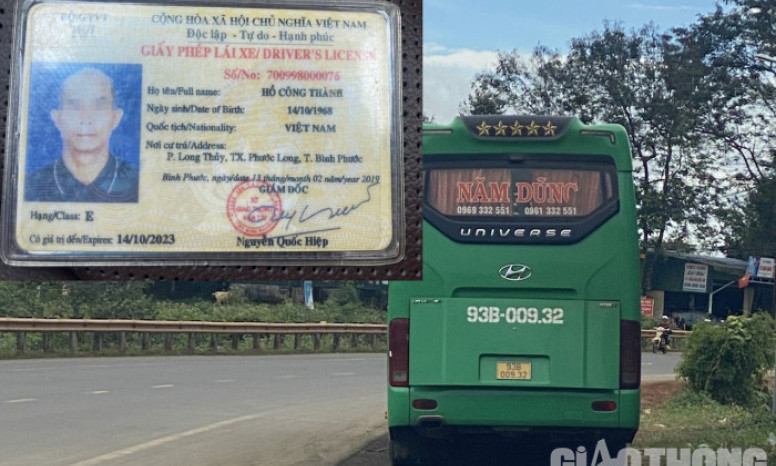 BỘ GTVT
CỘNG HÒA XÃ HỘI CHỦ NGHĨA VIỆT NAM
Độc lập - Tự do - Hạnh phúc
GIẤY PHÉP LÁI XE/ DRIVER'S LICENSE
Số/No: 700998000076
Họ tên/Full name: HỒ CÔNG THÀNH
Ngày sinh/Date of Birth: 14/10/1968
Quốc tịch/Nationality: VIỆT NAM
Nơi cư trú/Address:
P. Long Thủy, TX. Phước Long, T. Bình Phước
Bình Phước, ngày/date 13 tháng/month 02 năm/year 2019
GIÁM ĐỐC
Hạng/Class: E
Có giá trị đến/Expires: 14/10/2023
Nguyễn Quốc Hiệp
NĂM DŨNG
0969 332 551 - 0961 332 551
UNIVERSE
93B-009.32
93B
009.32
GIAO THÔNG